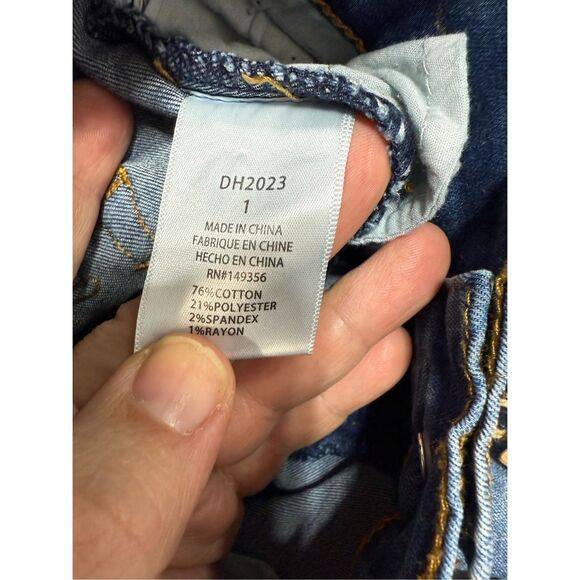 DH2023
1
MADE IN CHINA
FABRIQUE EN CHINE
HECHO EN CHINA
RN#149356
76%COTTON
21%POLYESTER
2%SPANDEX
1%RAYON